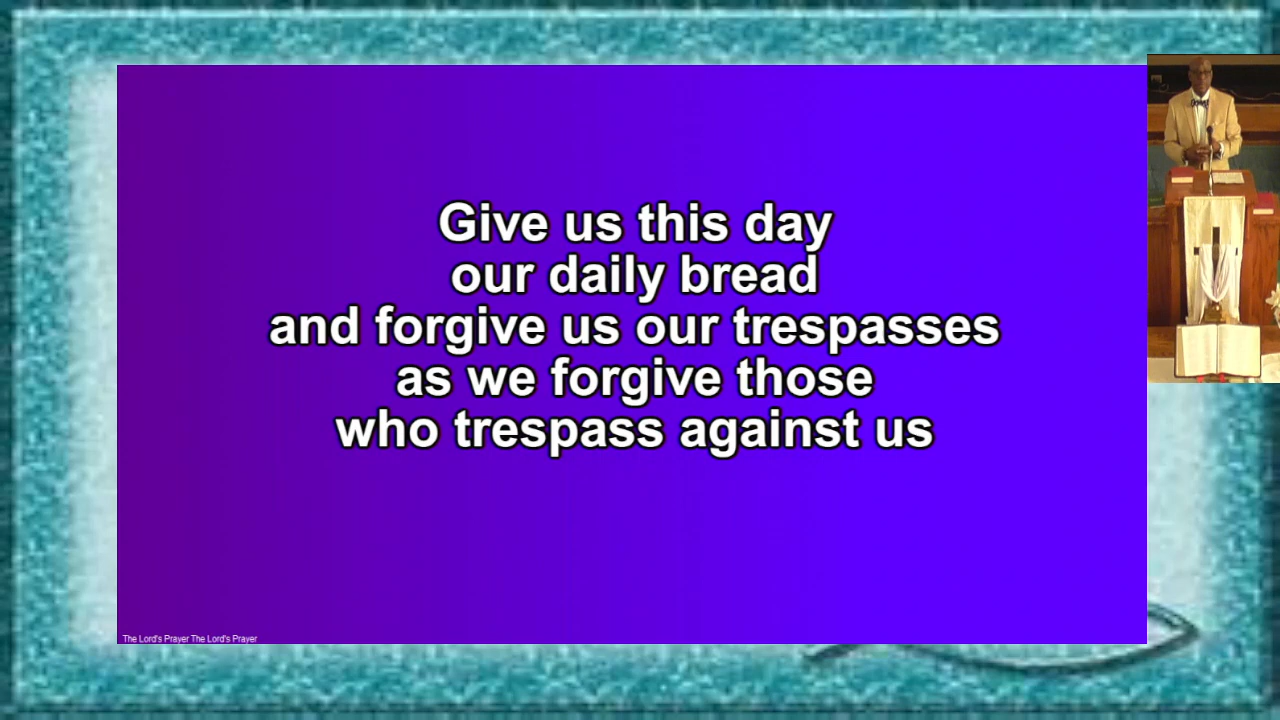 Give us this day
our daily bread
and forgive us our trespasses
as we forgive those
who trespass against us
The Lord's Prayer The Lord's Prayer